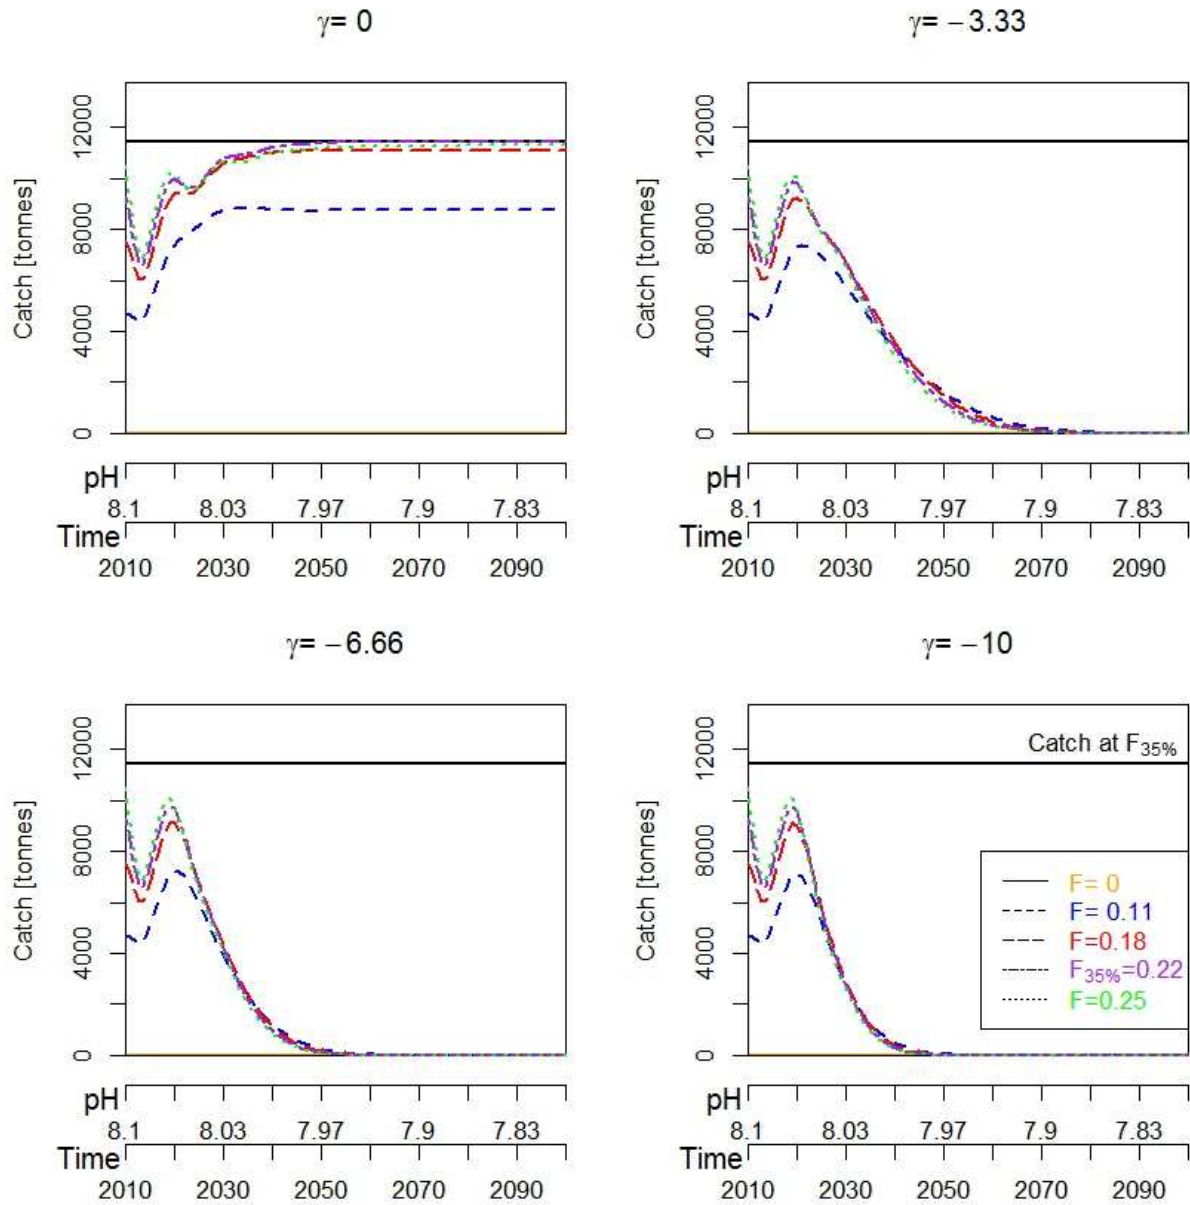 γ= 0
Catch [tonnes]
0
4000
8000
12000
pH
8.1 8.03 7.97 7.9 7.83
Time
2010 2030 2050 2070 2090
γ= −3.33
Catch [tonnes]
0
4000
8000
12000
pH
8.1 8.03 7.97 7.9 7.83
Time
2010 2030 2050 2070 2090
γ= −6.66
Catch [tonnes]
0
4000
8000
12000
pH
8.1 8.03 7.97 7.9 7.83
Time
2010 2030 2050 2070 2090
γ= −10
Catch [tonnes]
0
4000
8000
12000
Catch at F35%
F= 0
F= 0.11
F=0.18
F35%=0.22
F=0.25
pH
8.1 8.03 7.97 7.9 7.83
Time
2010 2030 2050 2070 2090